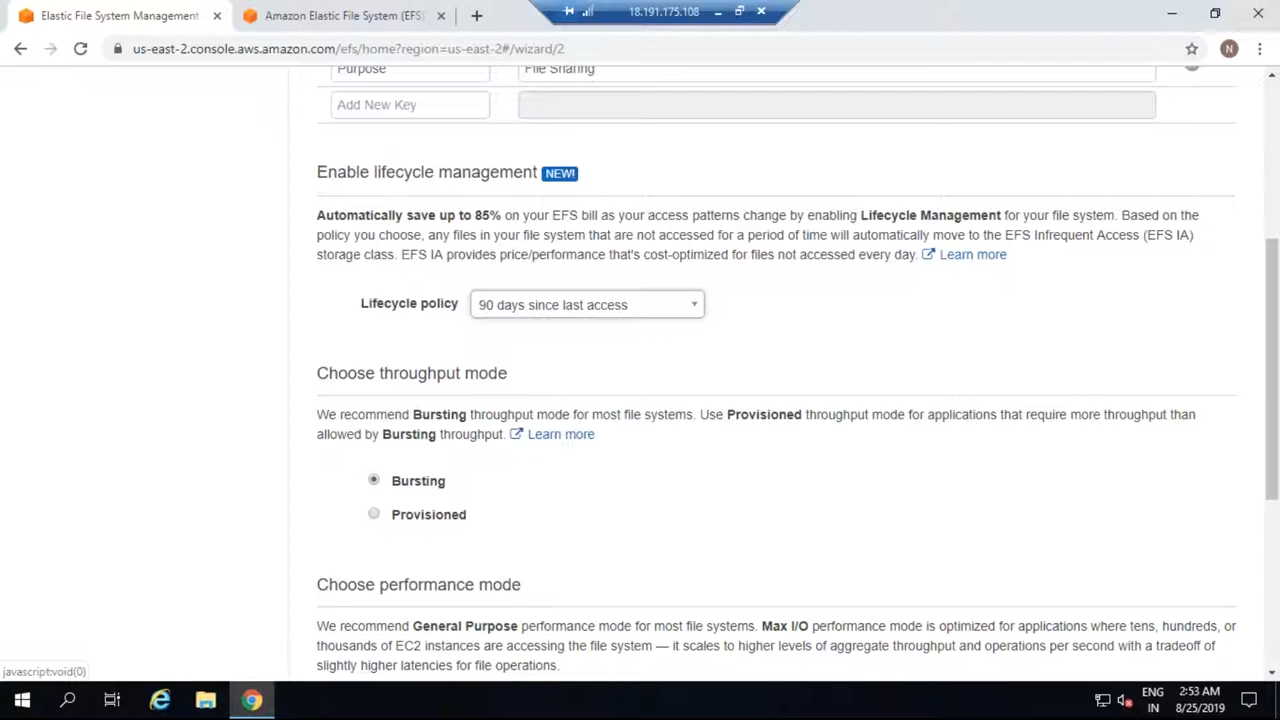 Elastic File System Management
Amazon Elastic File System (EFS)
18.191.175.108
us-east-2.console.aws.amazon.com/efs/home?region=us-east-2#/wizard/2
N
Purpose
File Sharing
Add New Key
Enable lifecycle management NEW!
Automatically save up to 85% on your EFS bill as your access patterns change by enabling Lifecycle Management for your file system. Based on the
policy you choose, any files in your file system that are not accessed for a period of time will automatically move to the EFS Infrequent Access (EFS IA)
storage class. EFS IA provides price/performance that's cost-optimized for files not accessed every day. Learn more
Lifecycle policy 90 days since last access
Choose throughput mode
We recommend Bursting throughput mode for most file systems. Use Provisioned throughput mode for applications that require more throughput than
allowed by Bursting throughput. Learn more
Bursting
Provisioned
Choose performance mode
We recommend General Purpose performance mode for most file systems. Max I/O performance mode is optimized for applications where tens, hundreds, or
thousands of EC2 instances are accessing the file system — it scales to higher levels of aggregate throughput and operations per second with a tradeoff of
slightly higher latencies for file operations.
javascript:void(0)
ENG
IN
2:53 AM
8/25/2019